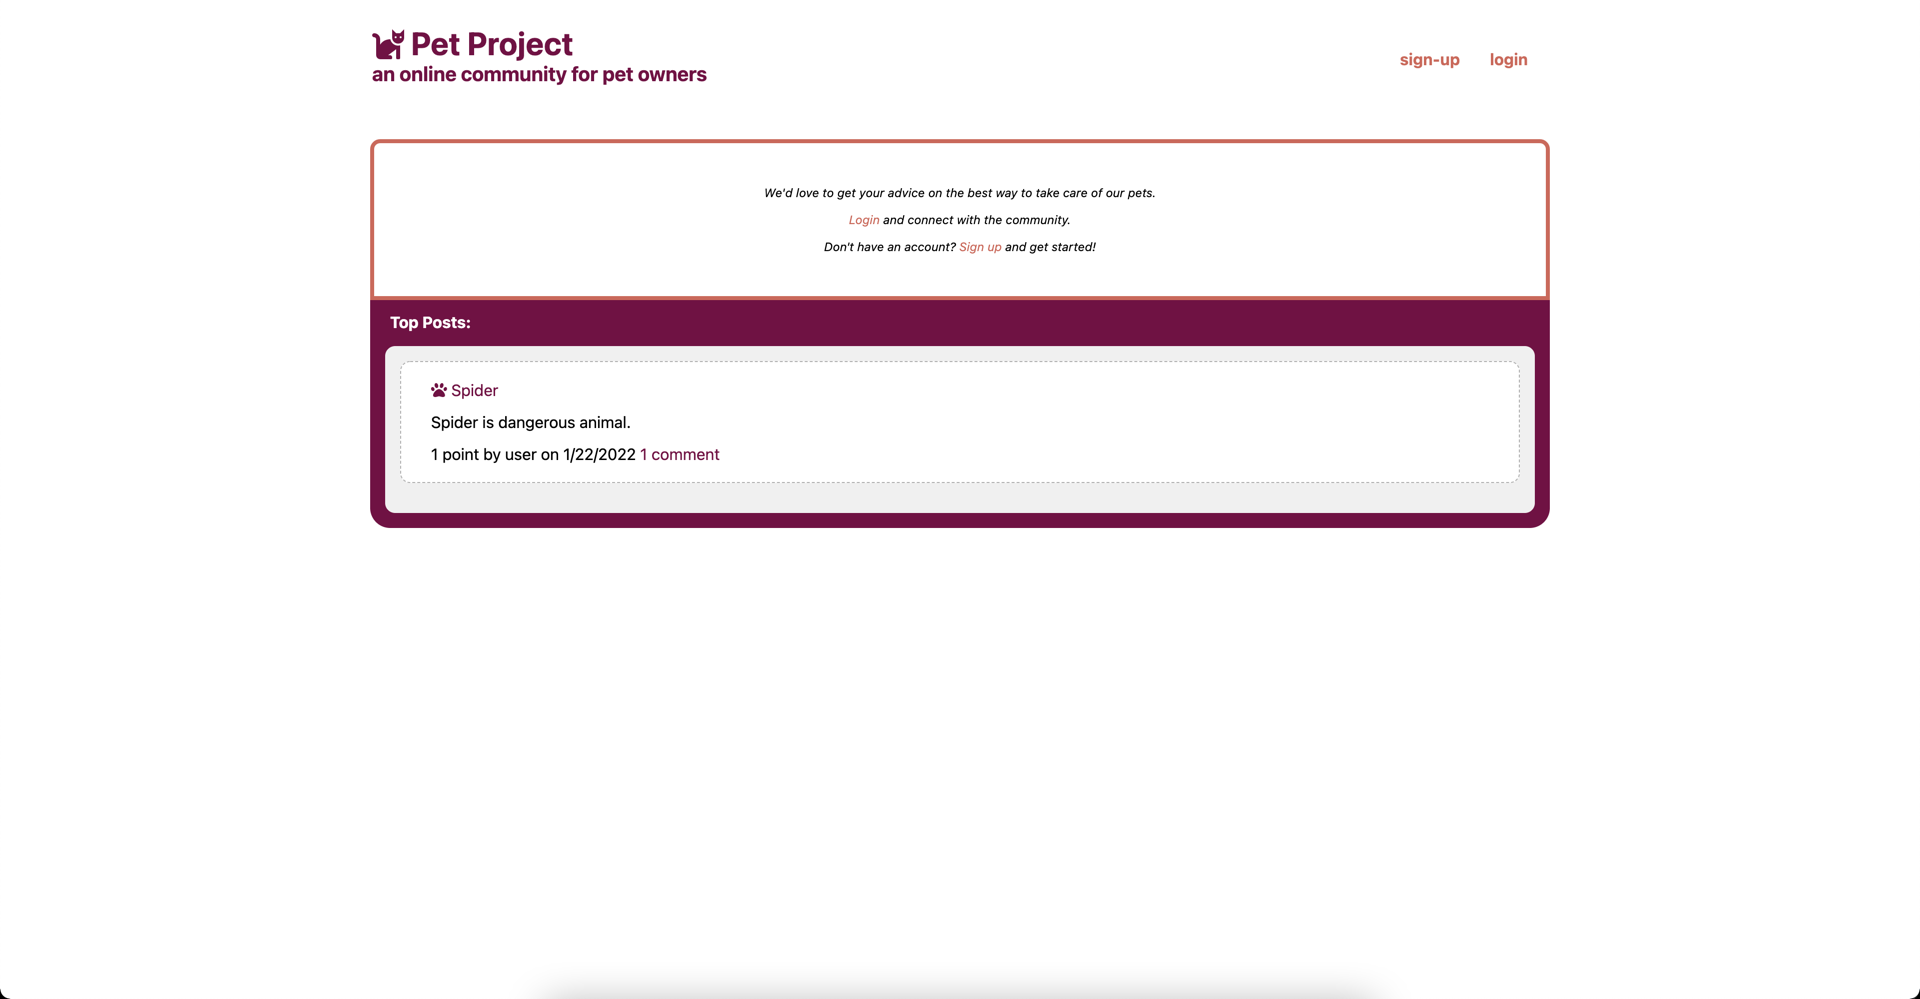 Pet Project
an online community for pet owners
sign-up login
We'd love to get your advice on the best way to take care of our pets.
Login and connect with the community.
Don't have an account? Sign up and get started!
Top Posts:
Spider
Spider is dangerous animal.
1 point by user on 1/22/2022 1 comment